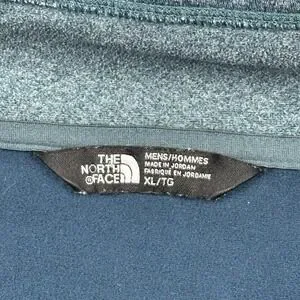 THE
NORTH
®FACE
MENS/HOMMES
MADE IN JORDAN
FABRIQUÉ EN JORDANIE
XL/TG